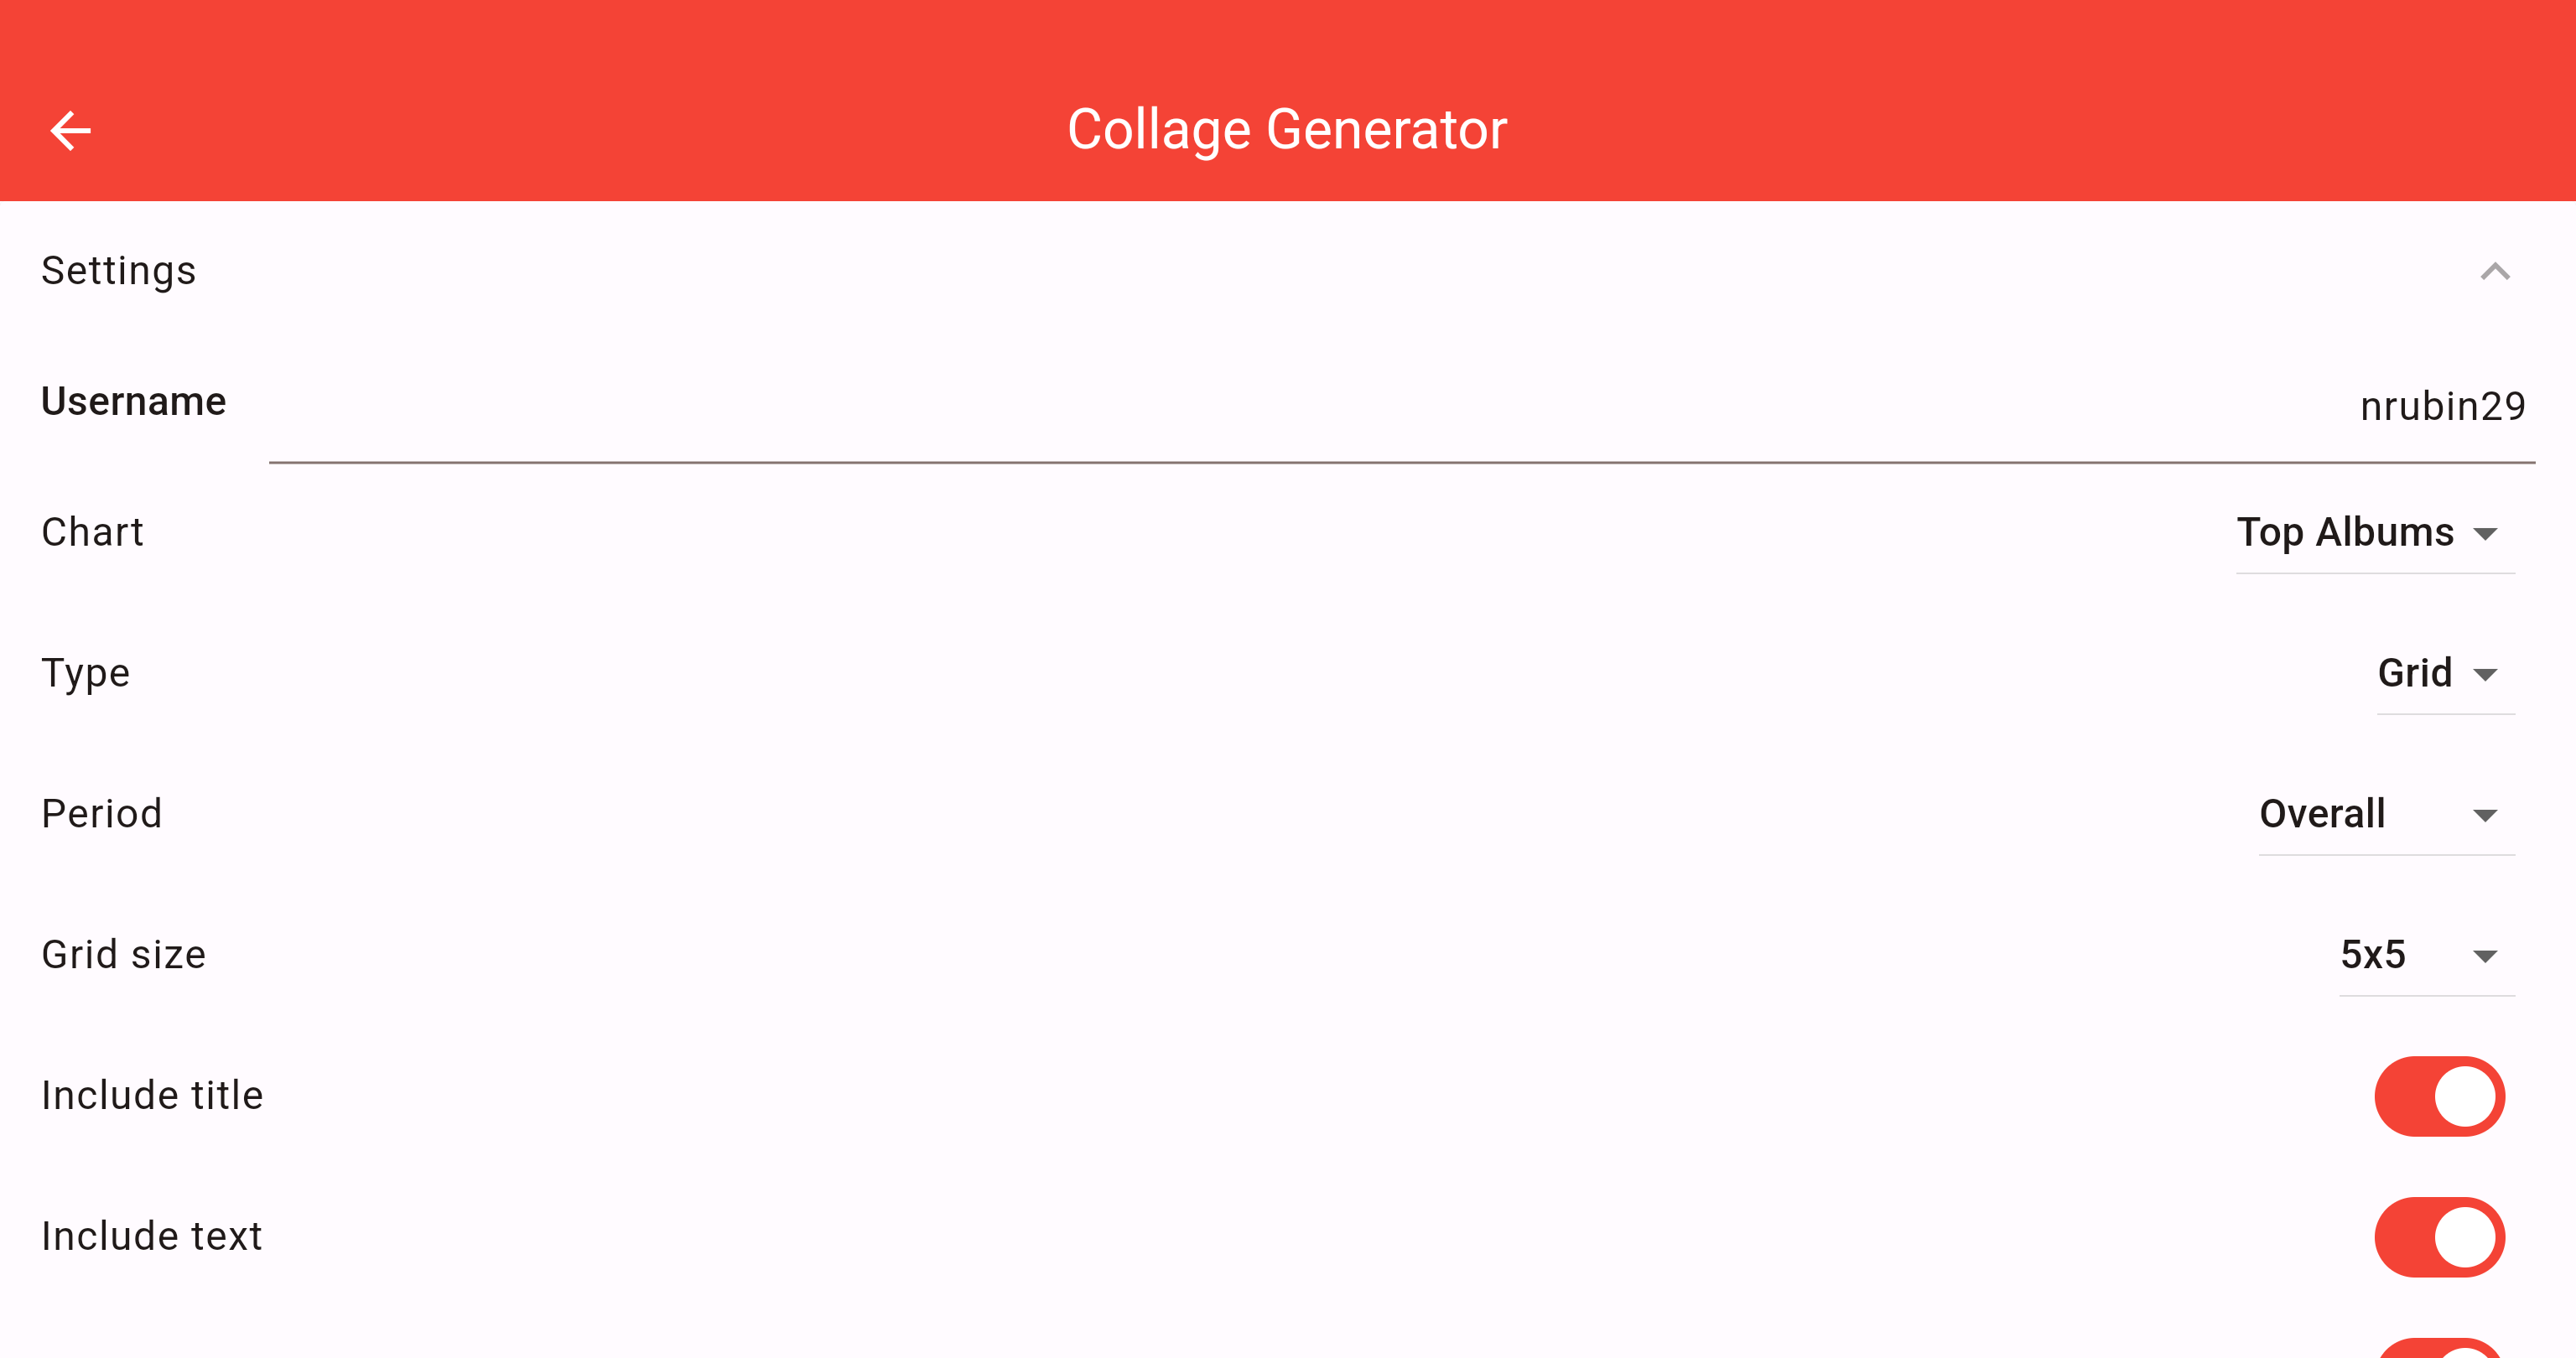 Collage Generator
Settings
Username nrubin29
Chart Top Albums
Type Grid
Period Overall
Grid size 5x5
Include title
Include text